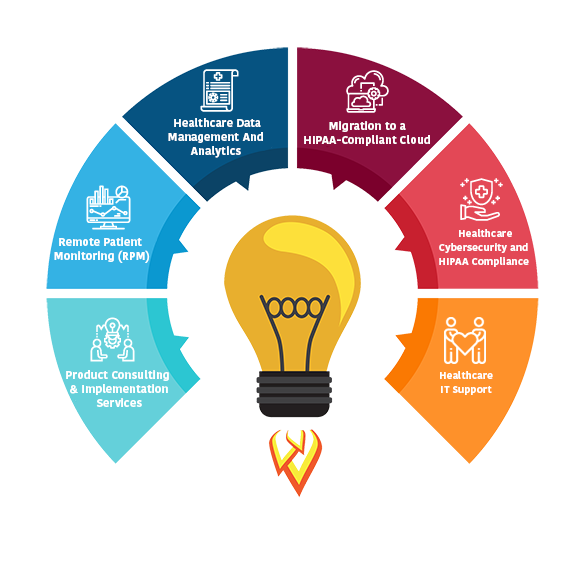 Healthcare Data
Management And
Analytics
Migration to a
HIPAA-Compliant Cloud
Remote Patient
Monitoring (RPM)
Healthcare
Cybersecurity and
HIPAA Compliance
Product Consulting
& Implementation
Services
Healthcare
IT Support